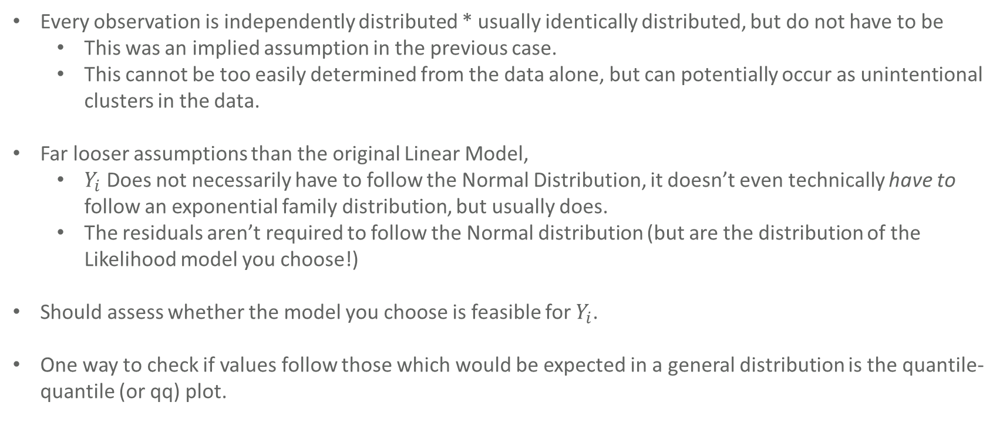 • Every observation is independently distributed * usually identically distributed, but do not have to be
• This was an implied assumption in the previous case.
• This cannot be too easily determined from the data alone, but can potentially occur as unintentional
clusters in the data.
• Far looser assumptions than the original Linear Model,
• Yᵢ Does not necessarily have to follow the Normal Distribution, it doesn’t even technically have to
follow an exponential family distribution, but usually does.
• The residuals aren’t required to follow the Normal distribution (but are the distribution of the
Likelihood model you choose!)
• Should assess whether the model you choose is feasible for Yᵢ.
• One way to check if values follow those which would be expected in a general distribution is the quantile-
quantile (or qq) plot.